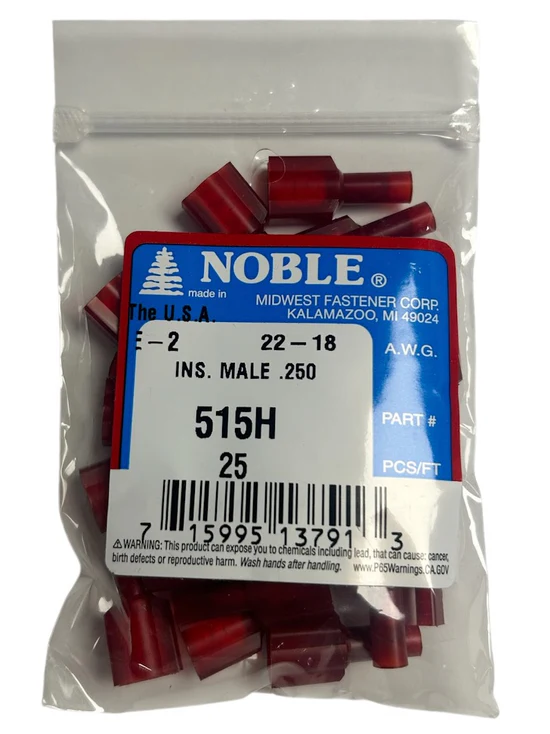 NOBLE®
made in MIDWEST FASTENER CORP.
The U.S.A. KALAMAZOO, MI 49024
E-2 22-18 A.W.G.
INS. MALE .250
515H PART #
25 PCS/FT
7 15995 13791 3
⚠WARNING: This product can expose you to chemicals including lead, that can cause cancer,
birth defects or reproductive harm. Wash hands after handling. www.P65Warnings.CA.GOV